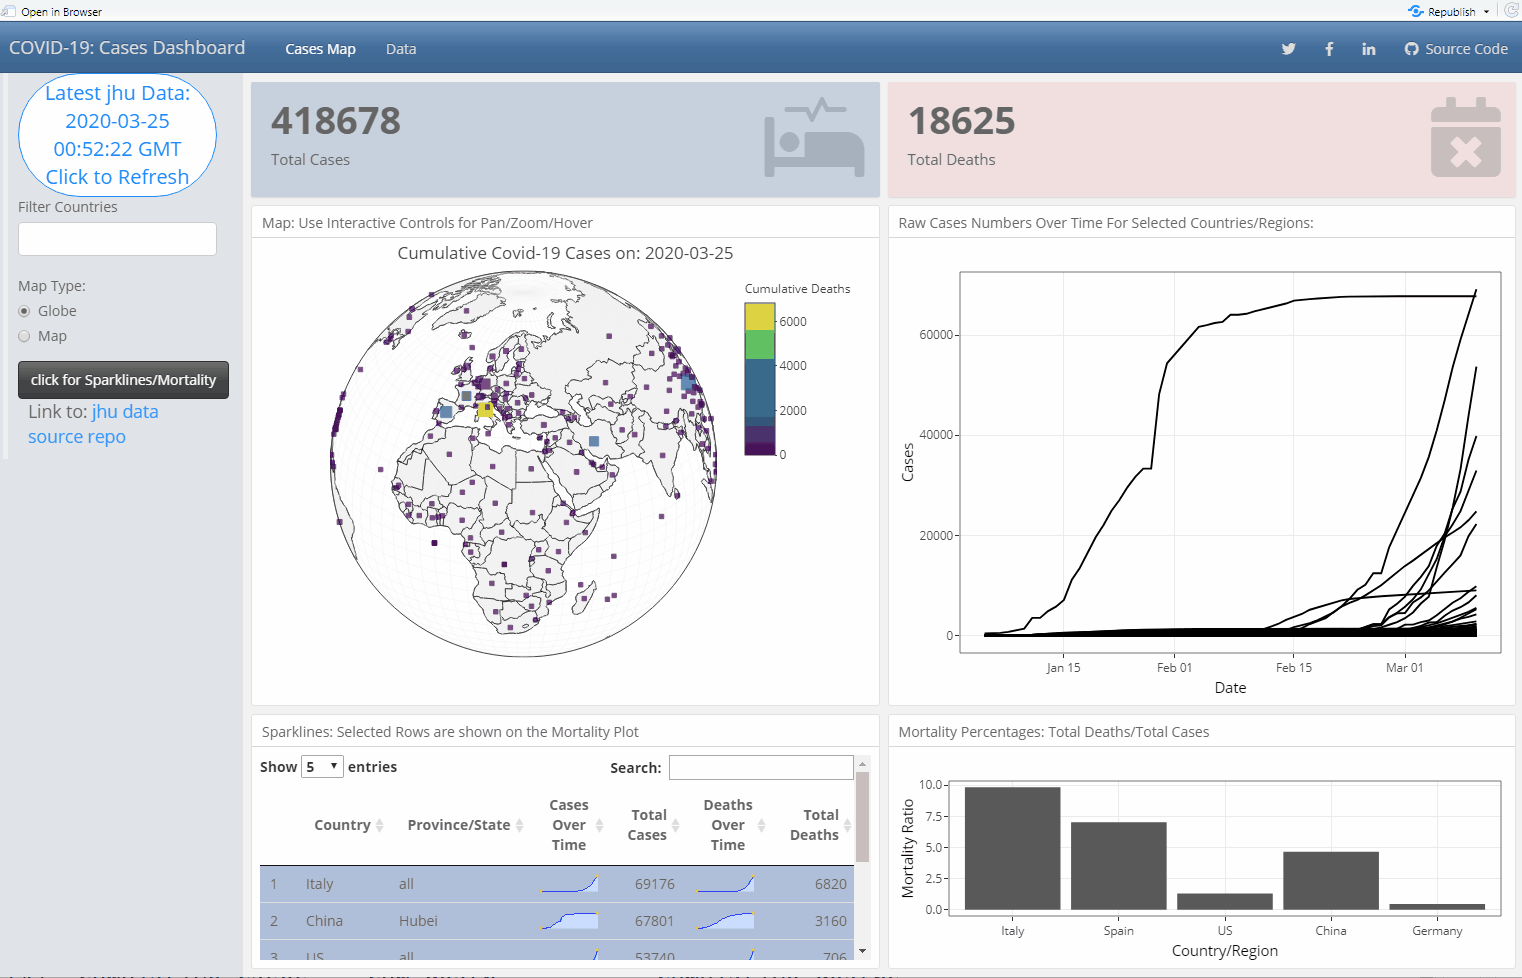 Open in Browser
Republish
COVID-19: Cases Dashboard
Cases Map
Data
Source Code
Latest jhu Data:
2020-03-25
00:52:22 GMT
Click to Refresh
Filter Countries
Map Type:
Globe
Map
click for Sparklines/Mortality
Link to: jhu data
source repo
418678
Total Cases
18625
Total Deaths
Map: Use Interactive Controls for Pan/Zoom/Hover
Cumulative Covid-19 Cases on: 2020-03-25
Cumulative Deaths
6000
4000
2000
0
Raw Cases Numbers Over Time For Selected Countries/Regions:
60000
40000
20000
0
Cases
Jan 15
Feb 01
Feb 15
Mar 01
Date
Sparklines: Selected Rows are shown on the Mortality Plot
Show 5 entries
Search:
Country
Province/State
Cases
Over
Time
Total
Cases
Deaths
Over
Time
Total
Deaths
1 Italy all 69176 6820
2 China Hubei 67801 3160
3 US all 53740 706
Mortality Percentages: Total Deaths/Total Cases
10.0
7.5
5.0
2.5
0.0
Mortality Ratio
Italy
Spain
US
China
Germany
Country/Region